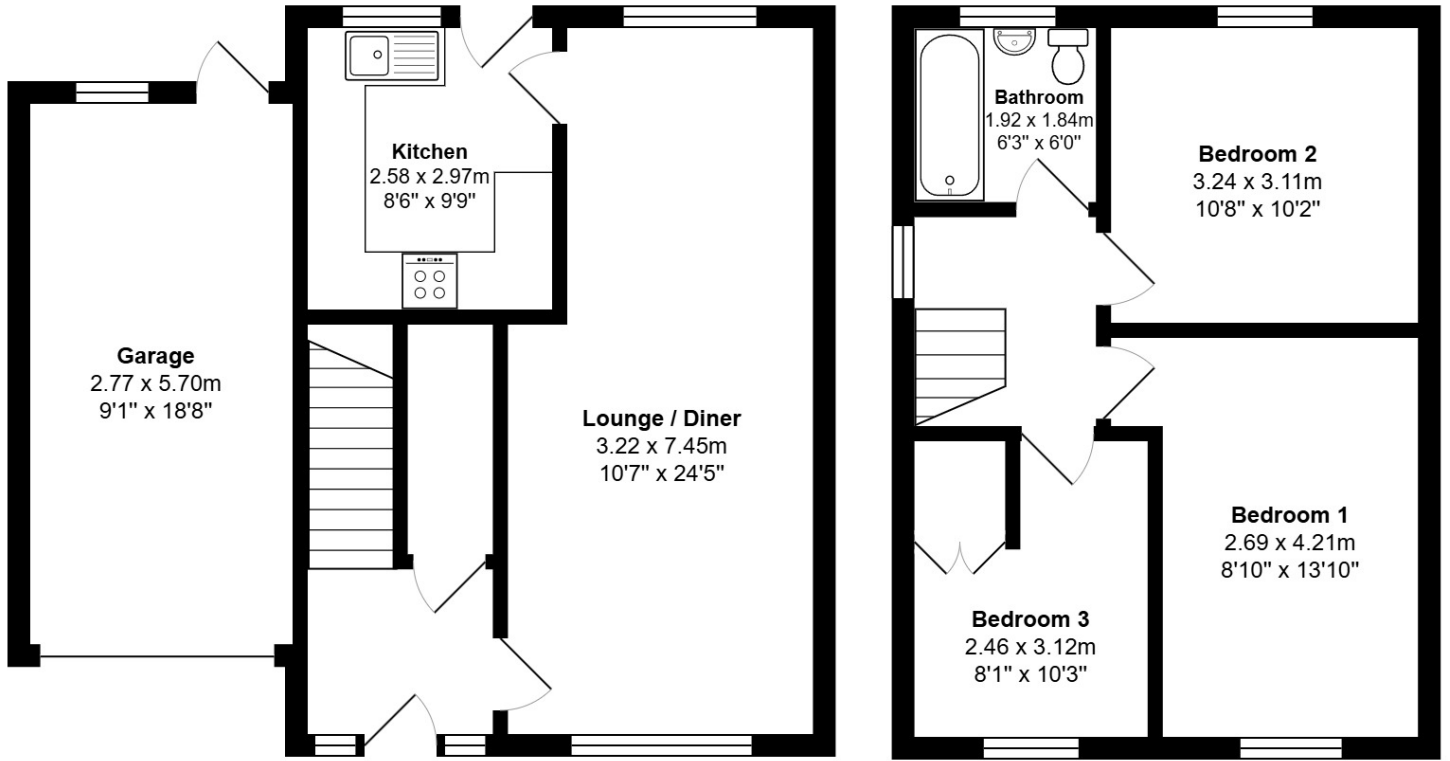 Kitchen
2.58 x 2.97m
8'6" x 9'9"
Garage
2.77 x 5.70m
9'1" x 18'8"
Lounge / Diner
3.22 x 7.45m
10'7" x 24'5"
Bathroom
1.92 x 1.84m
6'3" x 6'0"
Bedroom 2
3.24 x 3.11m
10'8" x 10'2"
Bedroom 1
2.69 x 4.21m
8'10" x 13'10"
Bedroom 3
2.46 x 3.12m
8'1" x 10'3"